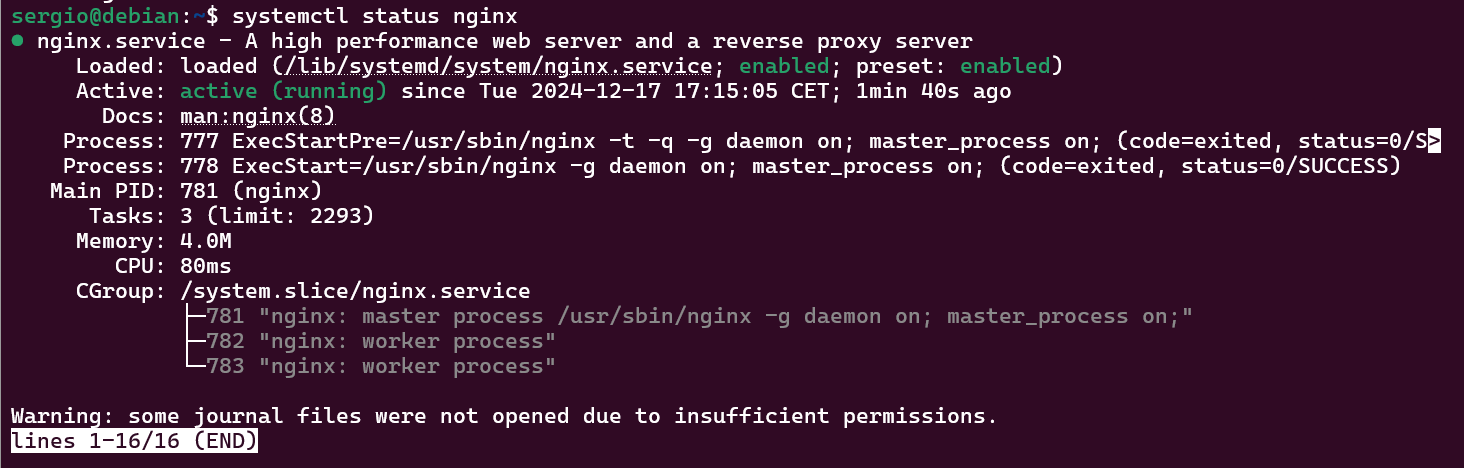 sergio@debian:~$ systemctl status nginx
● nginx.service - A high performance web server and a reverse proxy server
     Loaded: loaded (/lib/systemd/system/nginx.service; enabled; preset: enabled)
     Active: active (running) since Tue 2024-12-17 17:15:05 CET; 1min 40s ago
       Docs: man:nginx(8)
    Process: 777 ExecStartPre=/usr/sbin/nginx -t -q -g daemon on; master_process on; (code=exited, status=0/S>
    Process: 778 ExecStart=/usr/sbin/nginx -g daemon on; master_process on; (code=exited, status=0/SUCCESS)
   Main PID: 781 (nginx)
      Tasks: 3 (limit: 2293)
     Memory: 4.0M
        CPU: 80ms
     CGroup: /system.slice/nginx.service
             ├─781 "nginx: master process /usr/sbin/nginx -g daemon on; master_process on;"
             ├─782 "nginx: worker process"
             └─783 "nginx: worker process"
Warning: some journal files were not opened due to insufficient permissions.
lines 1-16/16 (END)